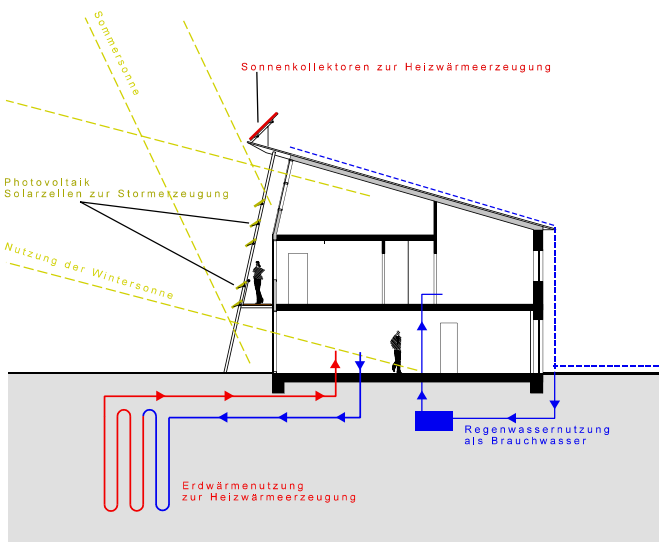 Sommersonne
Sonnenkollektoren zur Heizwärmeerzeugung
Photovoltaik
Solarzellen zur Stormerzeugung
Nutzung der Wintersonne
Regenwassernutzung
als Brauchwasser
Erdwärmenutzung
zur Heizwärmeerzeugung